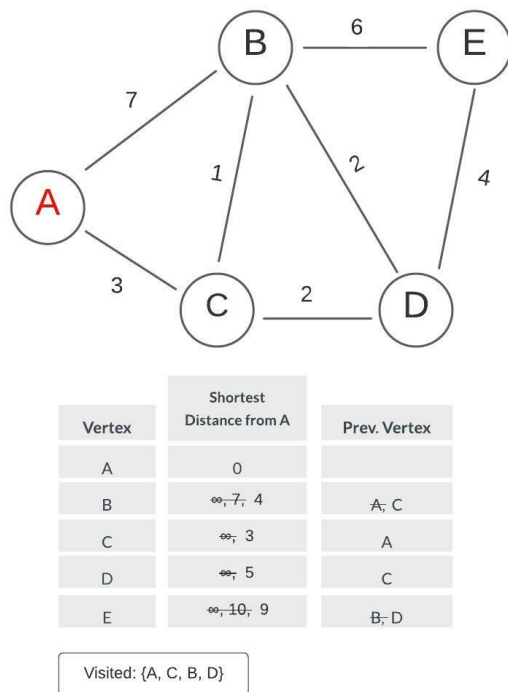 B
6
E
7
1
2
4
A
3
C
2
D
Shortest
Distance from A
Vertex
Prev. Vertex
A 0
B ∞, 7, 4 A, C
C ∞, 3 A
D ∞, 5 C
E ∞, 10, 9 B, D
Visited: {A, C, B, D}